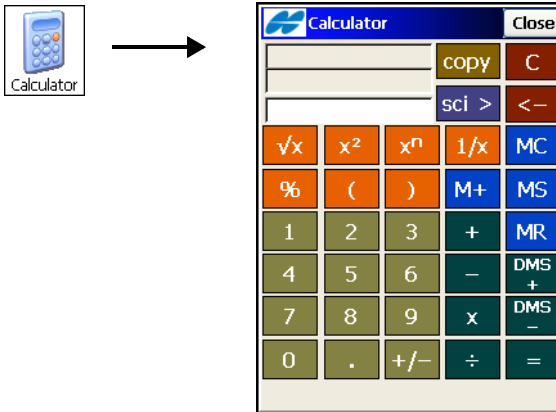 Calculator
Calculator Close
copy C
sci > <–
√x x² xⁿ 1/x MC
% ( ) M+ MS
1 2 3 + MR
4 5 6 – DMS +
7 8 9 x DMS –
0 . +/– ÷ =